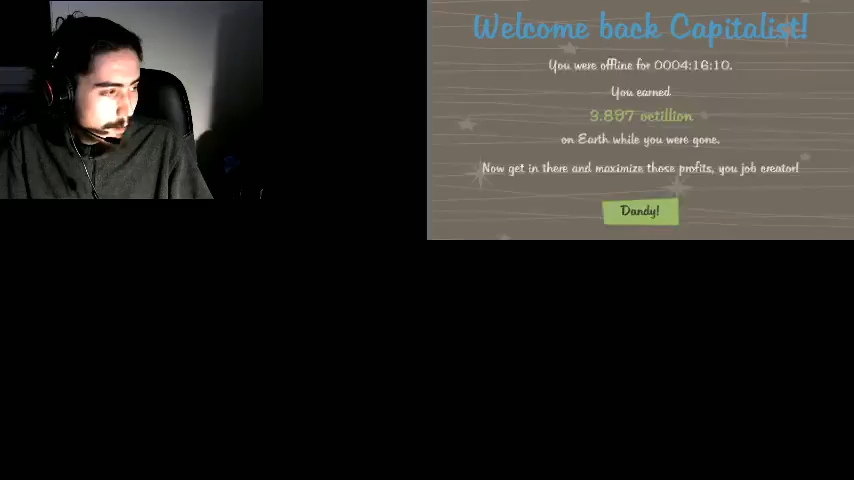 Welcome back Capitalist!
You were offline for 0004:16:10.
You earned
3.897 octillion
on Earth while you were gone.
Now get in there and maximize those profits, you job creator!
Dandy!